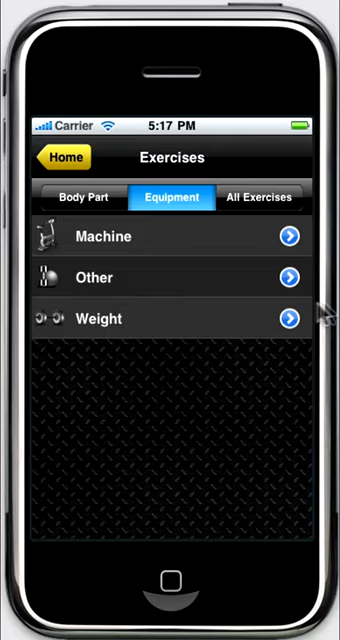 Carrier 5:17 PM
Home Exercises
Body Part Equipment All Exercises
Machine
Other
Weight